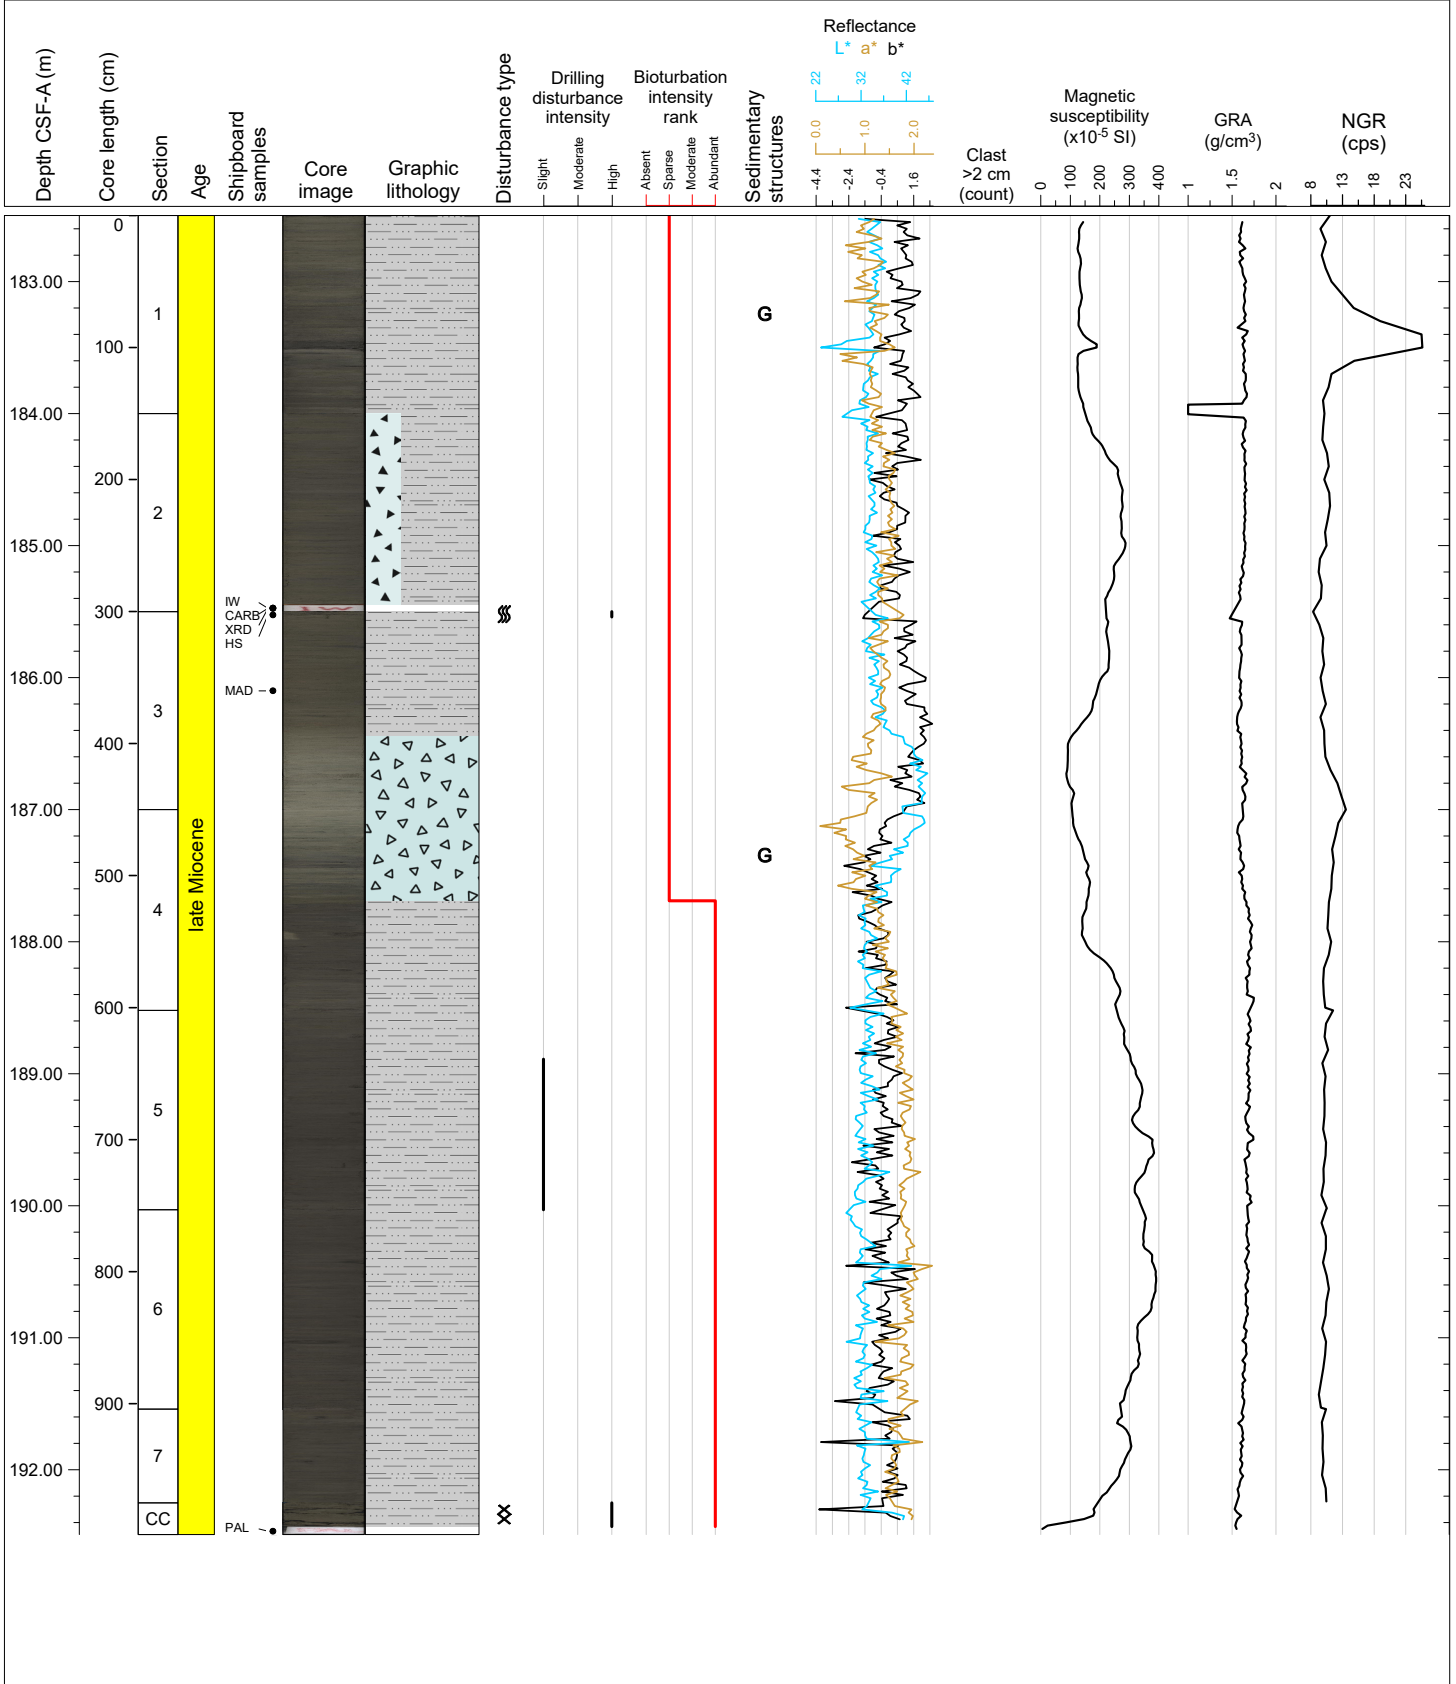 Depth CSF-A (m)
Core length (cm)
Section
Age
Shipboard
samples
Core
image
Graphic
lithology
Disturbance type
Drilling
disturbance
intensity
Slight
Moderate
High
Bioturbation
intensity
rank
Absent
Sparse
Moderate
Abundant
Sedimentary
structures
Reflectance
L* a* b*
22 32 42
0.0 1.0 2.0
-4.4 -2.4 -0.4 1.6
Clast
>2 cm
(count)
Magnetic
susceptibility
(x10-5 SI)
0 100 200 300 400
GRA
(g/cm3)
1 1.5 2
NGR
(cps)
8 13 18 23
0
183.00
1
G
100
184.00
200
2
185.00
IW
300
CARB
XRD
HS
186.00
MAD
3
400
187.00
late Miocene
G
500
4
188.00
600
189.00
5
700
190.00
800
6
191.00
900
7
192.00
CC
PAL